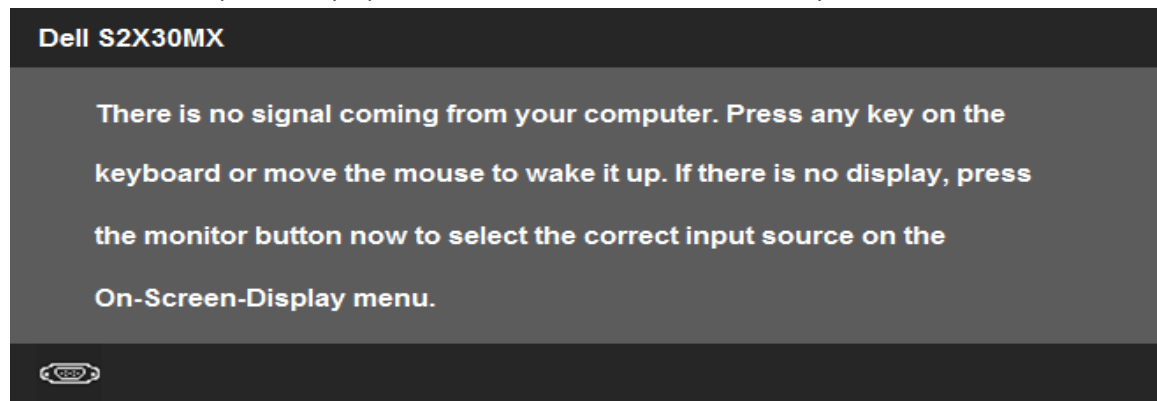 Dell S2X30MX
There is no signal coming from your computer. Press any key on the
keyboard or move the mouse to wake it up. If there is no display, press
the monitor button now to select the correct input source on the
On-Screen-Display menu.